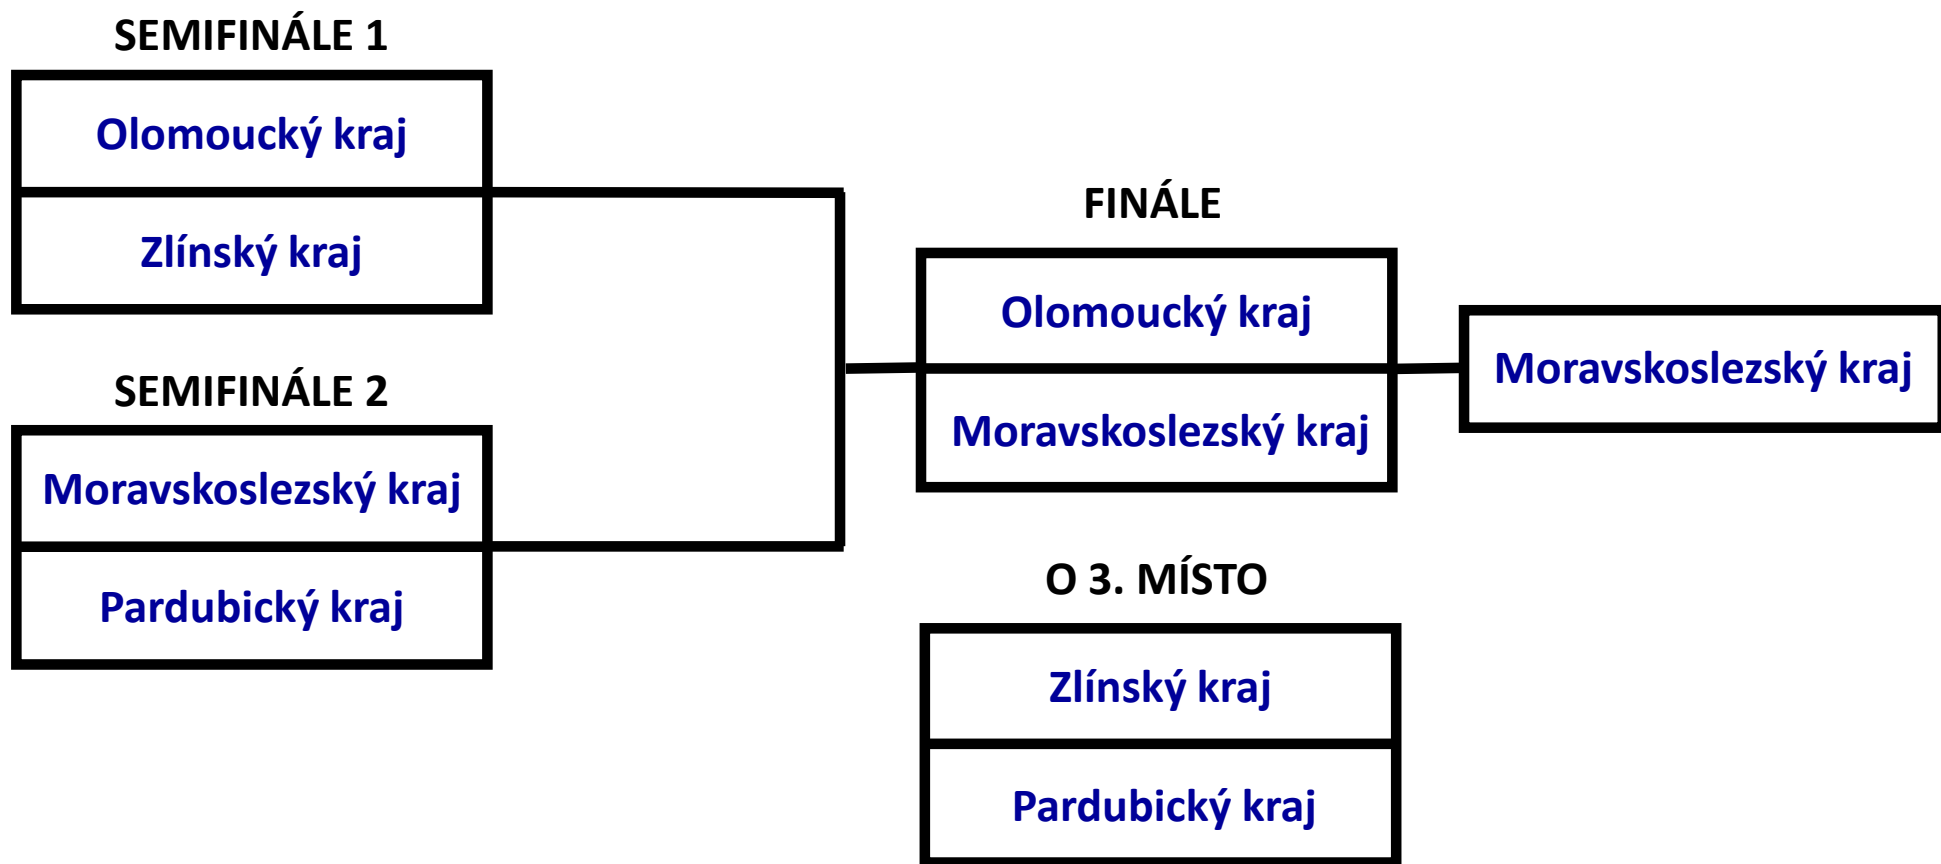 SEMIFINÁLE 1
Olomoucký kraj
Zlínský kraj
SEMIFINÁLE 2
Moravskoslezský kraj
Pardubický kraj
FINÁLE
Olomoucký kraj
Moravskoslezský kraj
Moravskoslezský kraj
O 3. MÍSTO
Zlínský kraj
Pardubický kraj